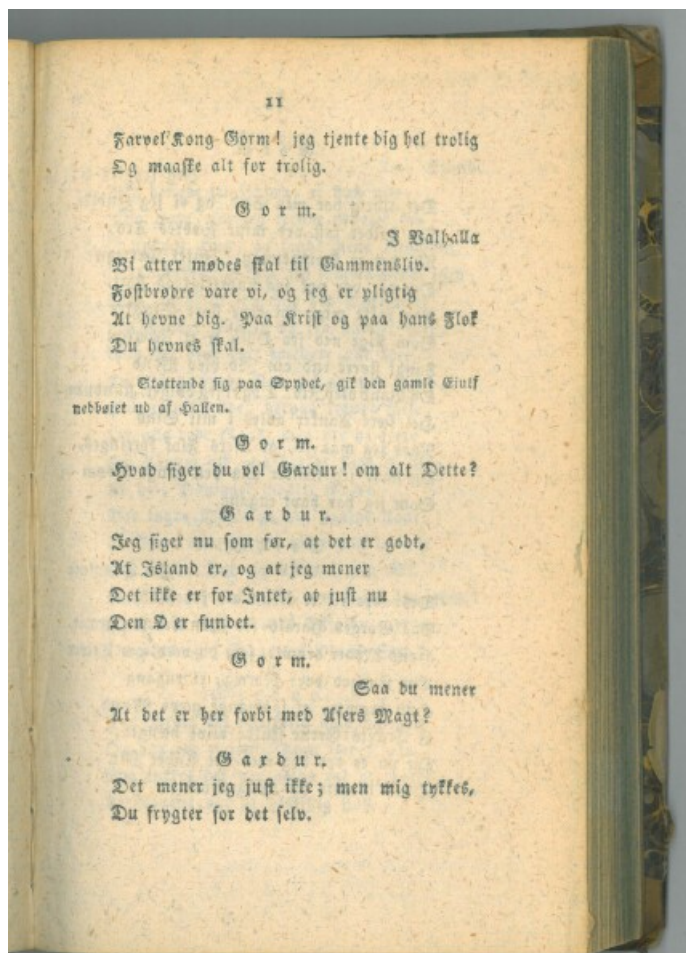 11
Farvel Kong Gorm! jeg tjente dig hel trolig
Og maaske alt for trolig.
Gorm.
I Valhalla
Vi atter mødes skal til Gammensliv.
Fostbrødre vare vi, og jeg er pligtig
At hevne dig. Paa Krist og paa hans Flok
Du hevnes skal.
Støttende sig paa Spydet, gik den gamle Eiulf
nedbøiet ud af Hallen.
Gorm.
Hvad siger du vel Gardur! om alt Dette?
Gardur.
Jeg siger nu som før, at det er godt,
At Island er, og at jeg mener
Det ikke er for Intet, at just nu
Den Ø er fundet.
Gorm.
Saa du mener
At det er her forbi med Asers Magt?
Gardur.
Det mener jeg just ikke; men mig tykkes,
Du frygter for det selv.